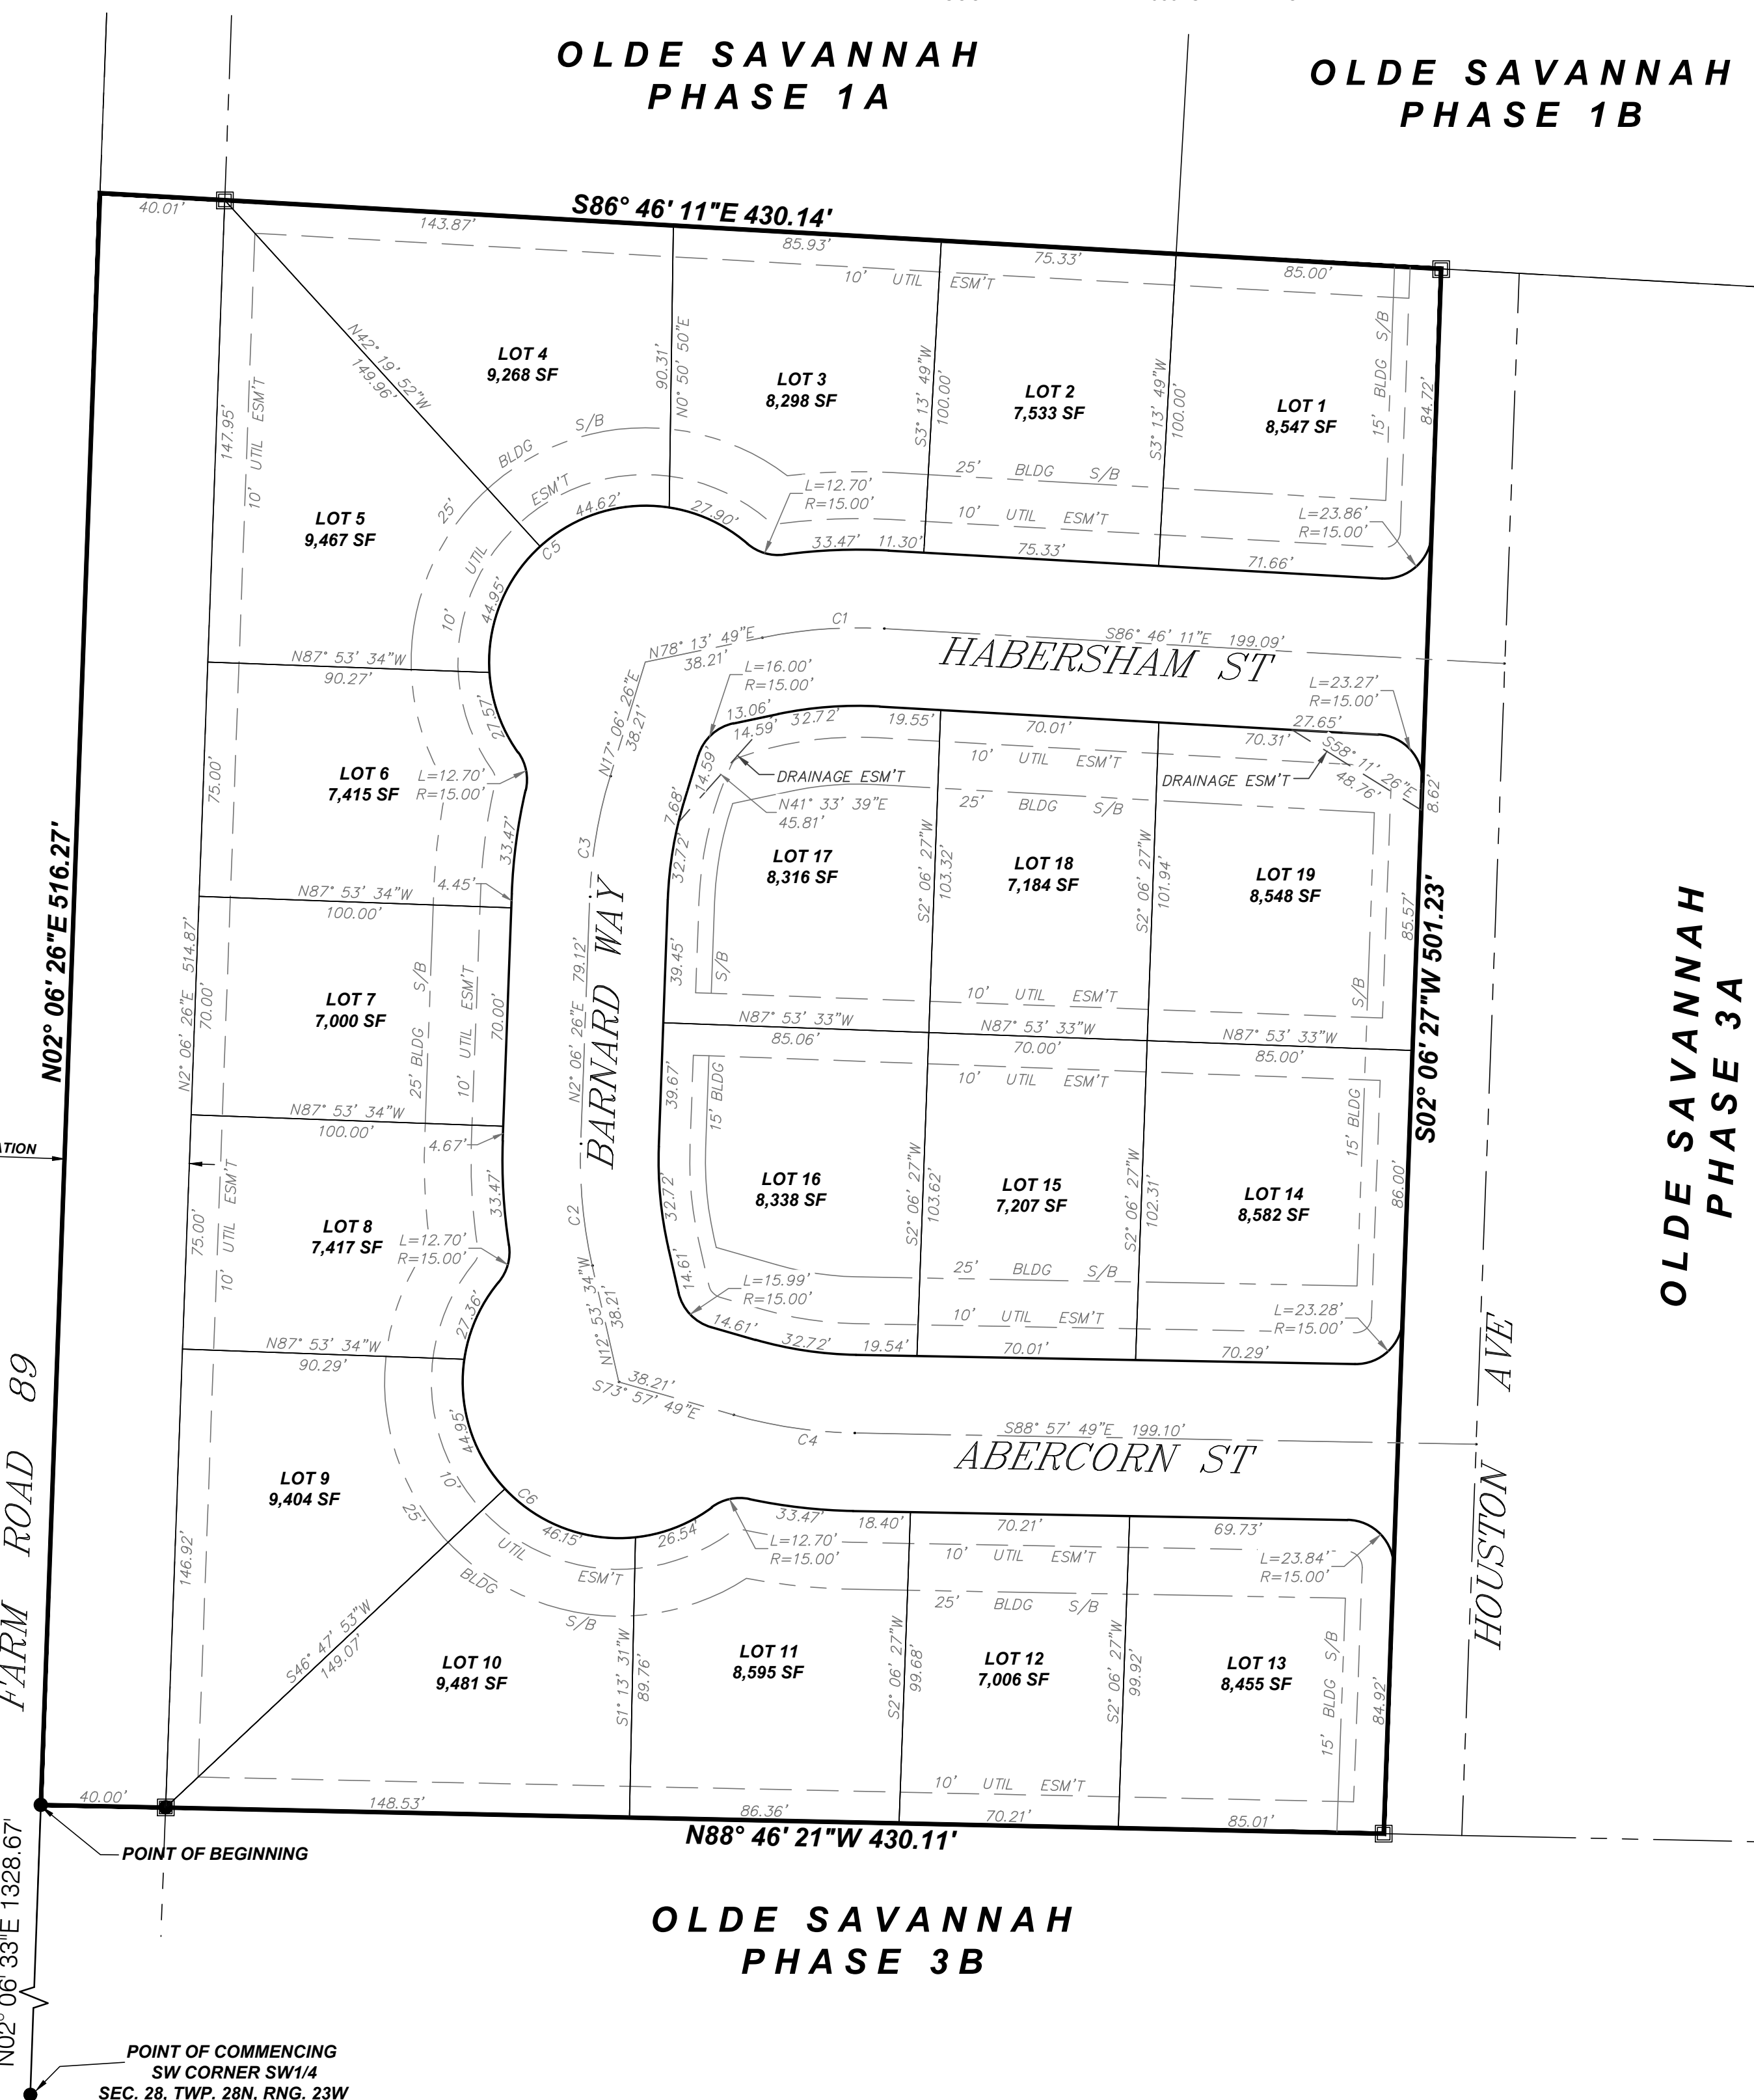 OLDE SAVANNAH
PHASE 1A
OLDE SAVANNAH
PHASE 1B
S86° 46' 11"E 430.14'
40.01'
143.87'
85.93'
75.33'
85.00'
10' UTIL ESM'T
N42° 19' 52"W
149.96'
LOT 4
9,268 SF
90.31'
N0° 50' 50"E
LOT 3
8,298 SF
S3° 13' 49"W
100.00'
LOT 2
7,533 SF
S3° 13' 49"W
100.00'
LOT 1
8,547 SF
15' BLDG S/B
84.72'
147.95'
10' UTIL ESM'T
LOT 5
9,467 SF
25' BLDG S/B
10' UTIL ESM'T
44.62'
27.90'
C5
44.95'
L=12.70'
R=15.00'
25' BLDG S/B
10' UTIL ESM'T
L=23.86'
R=15.00'
33.47'
11.30'
75.33'
71.66'
C1
N78° 13' 49"E
38.21'
S86° 46' 11"E 199.09'
HABERSHAM ST
N87° 53' 34"W
90.27'
N17° 06' 26"E
38.21'
L=16.00'
R=15.00'
L=23.27'
R=15.00'
27.57'
13.06'
32.72'
19.55'
70.01'
27.65'
14.59'
70.31'
10' UTIL ESM'T
S58° 11' 26"E
48.76'
LOT 6
7,415 SF
75.00'
L=12.70'
R=15.00'
14.59'
DRAINAGE ESM'T
DRAINAGE ESM'T
N41° 33' 39"E
45.81'
7.68'
25' BLDG S/B
8.62'
33.47'
C3
32.72'
LOT 17
8,316 SF
S2° 06' 27"W
103.32'
LOT 18
7,184 SF
S2° 06' 27"W
101.94'
LOT 19
8,548 SF
85.57'
4.45'
N87° 53' 34"W
100.00'
N02° 06' 26"E 516.27'
N2° 06' 26"E 514.87'
70.00'
LOT 7
7,000 SF
25' BLDG S/B
10' UTIL ESM'T
70.00'
N2° 06' 26"E 79.12'
BARNARD WAY
39.45'
S/B
10' UTIL ESM'T
S/B
S02° 06' 27"W 501.23'
OLDE SAVANNAH
PHASE 3A
N87° 53' 33"W
85.06'
N87° 53' 33"W
70.00'
N87° 53' 33"W
85.00'
10' UTIL ESM'T
39.67'
15' BLDG
15' BLDG
N87° 53' 34"W
100.00'
4.67'
75.00'
10' UTIL ESM'T
LOT 8
7,417 SF
33.47'
C2
32.72'
LOT 16
8,338 SF
S2° 06' 27"W
103.62'
LOT 15
7,207 SF
S2° 06' 27"W
102.31'
LOT 14
8,582 SF
86.00'
L=12.70'
R=15.00'
14.61'
25' BLDG S/B
L=15.99'
R=15.00'
10' UTIL ESM'T
L=23.28'
R=15.00'
27.36'
N12° 53' 34"W
38.21'
14.61'
32.72'
19.54'
70.01'
70.29'
N87° 53' 34"W
90.29'
38.21'
S73° 57' 49"E
C4
S88° 57' 49"E 199.10'
ABERCORN ST
HOUSTON AVE
FARM ROAD 89
44.95'
LOT 9
9,404 SF
10'
25'
C6
46.15'
26.54'
UTIL
ESM'T
BLDG
S/B
33.47'
18.40'
70.21'
69.73'
L=12.70'
R=15.00'
10' UTIL ESM'T
L=23.84'
R=15.00'
146.92'
25' BLDG S/B
S46° 47' 53"W
149.07'
LOT 10
9,481 SF
S1° 13' 31"W
89.76'
LOT 11
8,595 SF
S2° 06' 27"W
99.68'
LOT 12
7,006 SF
S2° 06' 27"W
99.92'
LOT 13
8,455 SF
15' BLDG S/B
84.92'
10' UTIL ESM'T
40.00'
148.53'
86.36'
70.21'
85.01'
N88° 46' 21"W 430.11'
POINT OF BEGINNING
N02° 06' 33"E 1328.67'
OLDE SAVANNAH
PHASE 3B
POINT OF COMMENCING
SW CORNER SW1/4
SEC. 28, TWP. 28N, RNG. 23W